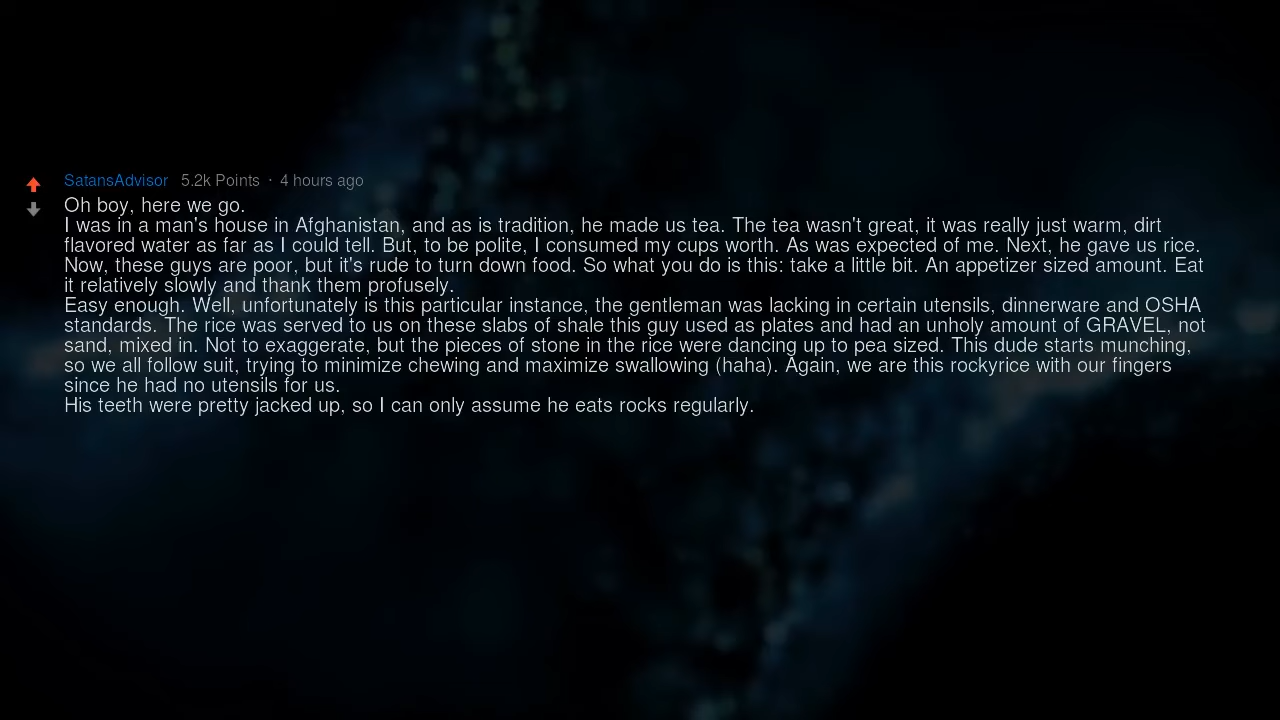 SatansAdvisor 5.2k Points · 4 hours ago
Oh boy, here we go.
I was in a man's house in Afghanistan, and as is tradition, he made us tea. The tea wasn't great, it was really just warm, dirt
flavored water as far as I could tell. But, to be polite, I consumed my cups worth. As was expected of me. Next, he gave us rice.
Now, these guys are poor, but it's rude to turn down food. So what you do is this: take a little bit. An appetizer sized amount. Eat
it relatively slowly and thank them profusely.
Easy enough. Well, unfortunately is this particular instance, the gentleman was lacking in certain utensils, dinnerware and OSHA
standards. The rice was served to us on these slabs of shale this guy used as plates and had an unholy amount of GRAVEL, not
sand, mixed in. Not to exaggerate, but the pieces of stone in the rice were dancing up to pea sized. This dude starts munching,
so we all follow suit, trying to minimize chewing and maximize swallowing (haha). Again, we are this rockyrice with our fingers
since he had no utensils for us.
His teeth were pretty jacked up, so I can only assume he eats rocks regularly.